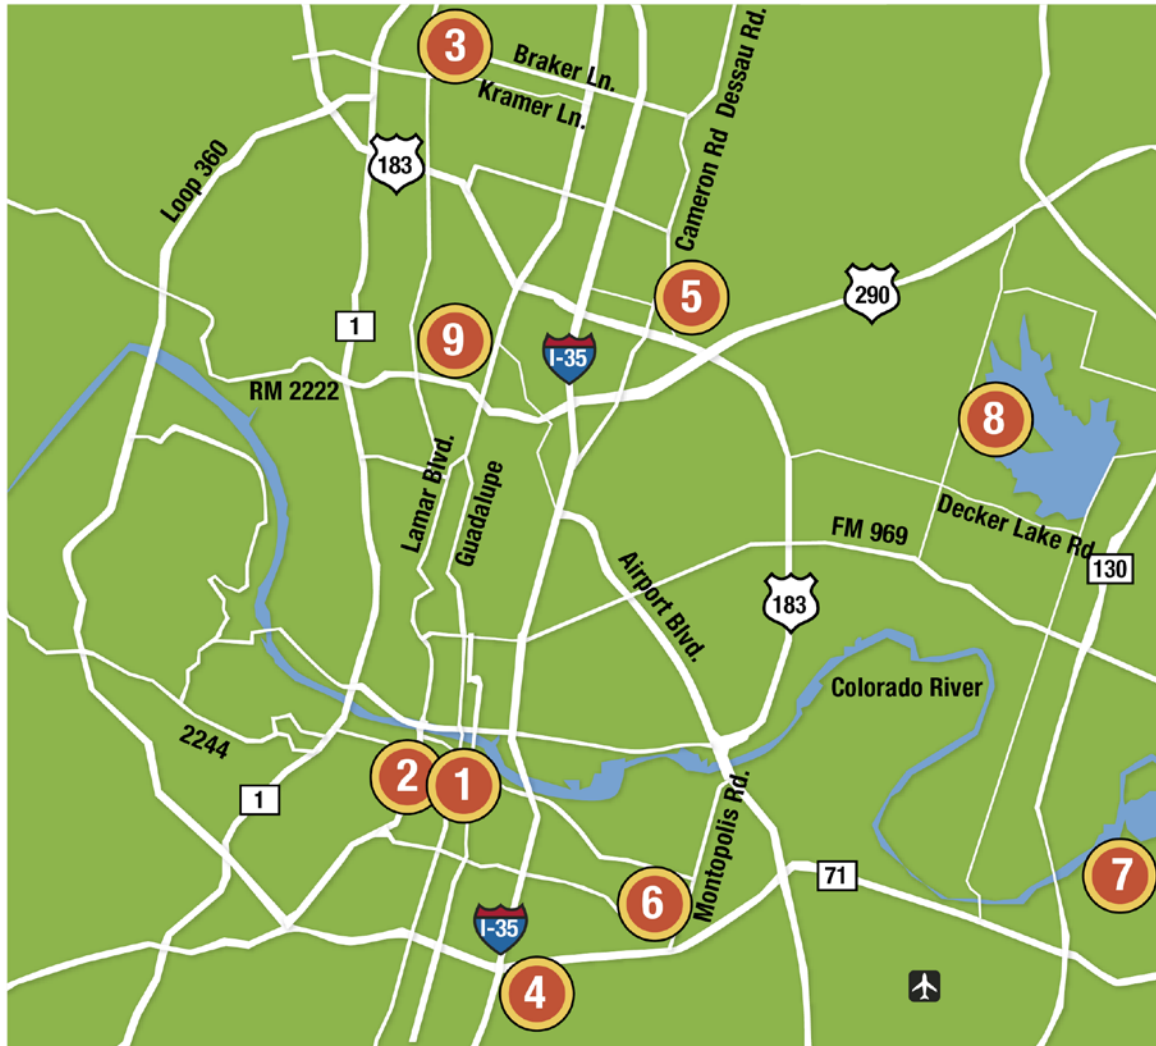 3
Braker Ln.
Kramer Ln.
Cameron Rd Dessau Rd.
183
Loop 360
5
290
1
9
I-35
RM 2222
8
Lamar Blvd.
Guadalupe
Decker Lake Rd
FM 969
130
Airport Blvd.
183
Colorado River
2244
2
1
1
Montopolis Rd.
71
7
6
I-35
4